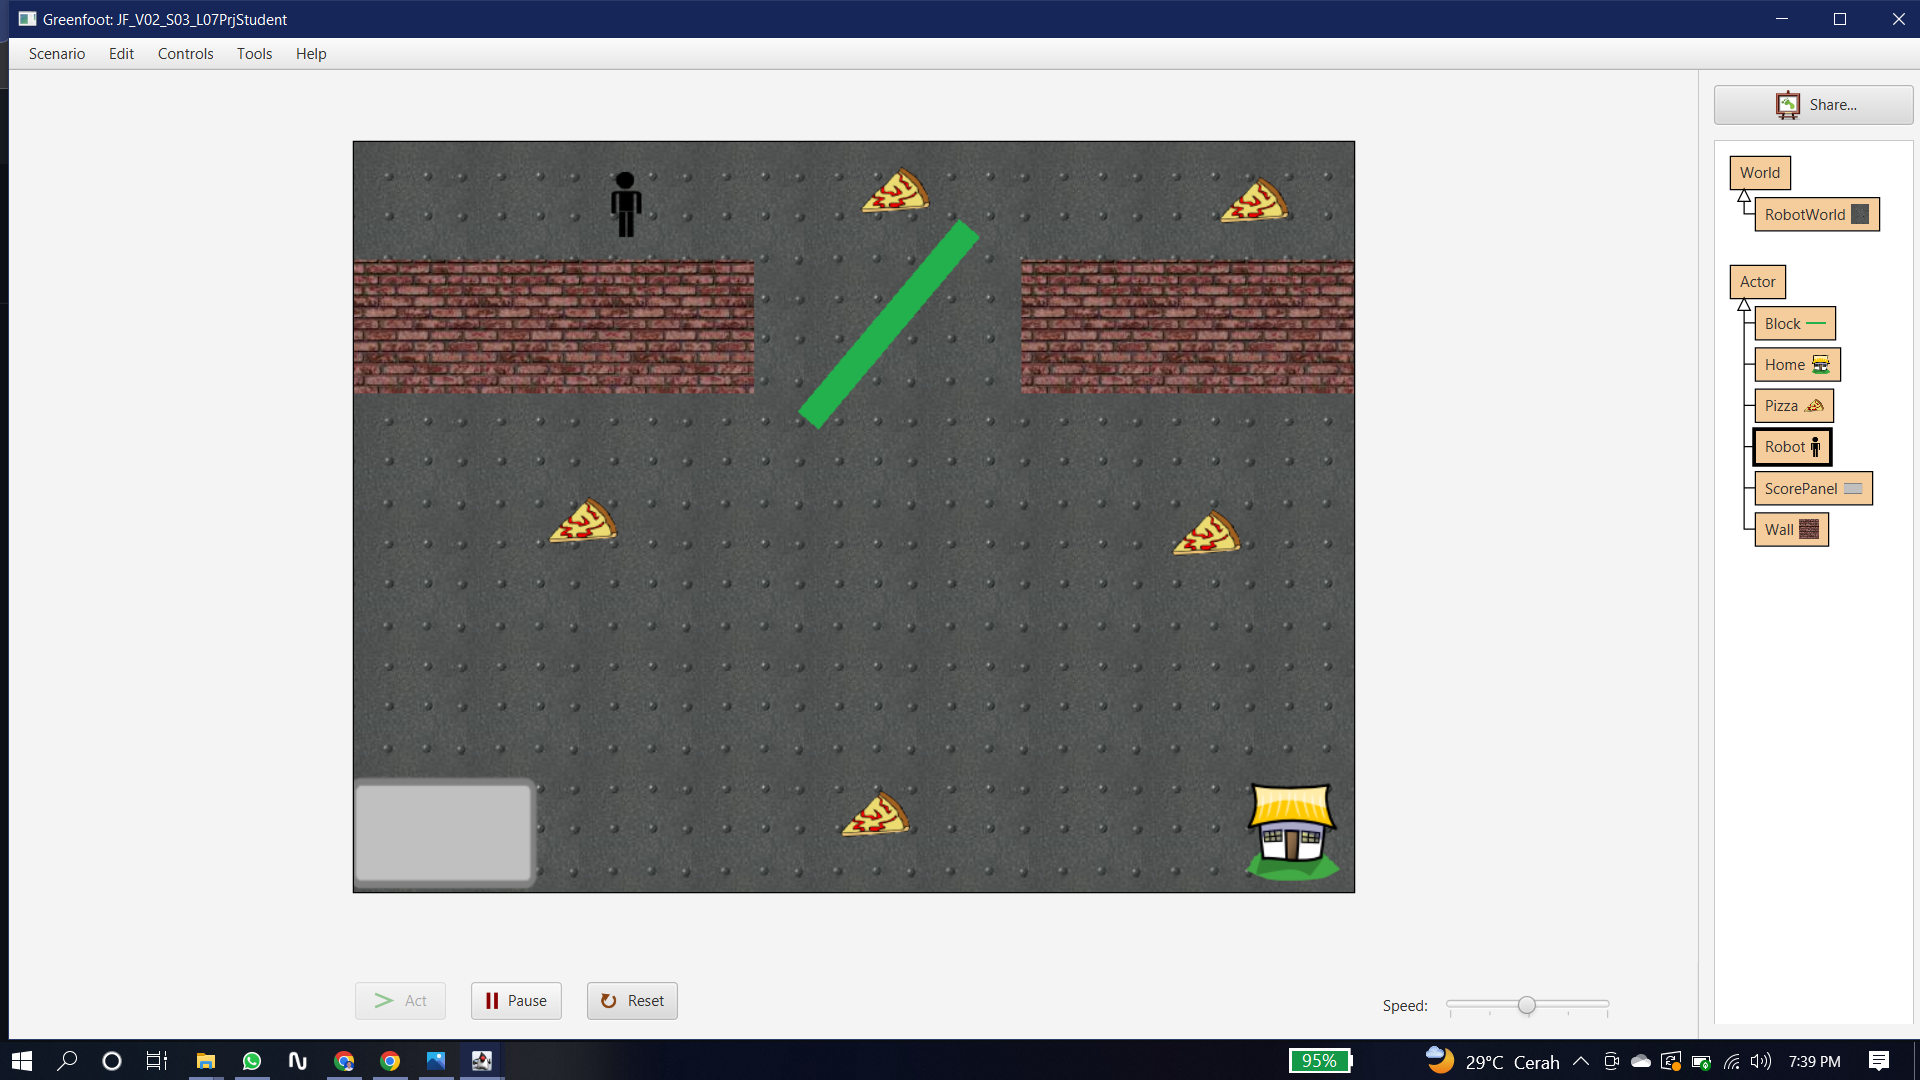 Greenfoot: JF_V02_S03_L07PrjStudent
Scenario Edit Controls Tools Help
Share...
World
RobotWorld
Actor
Block
Home
Pizza
Robot
ScorePanel
Wall
Act Pause Reset Speed:
95% 29°C Cerah 7:39 PM